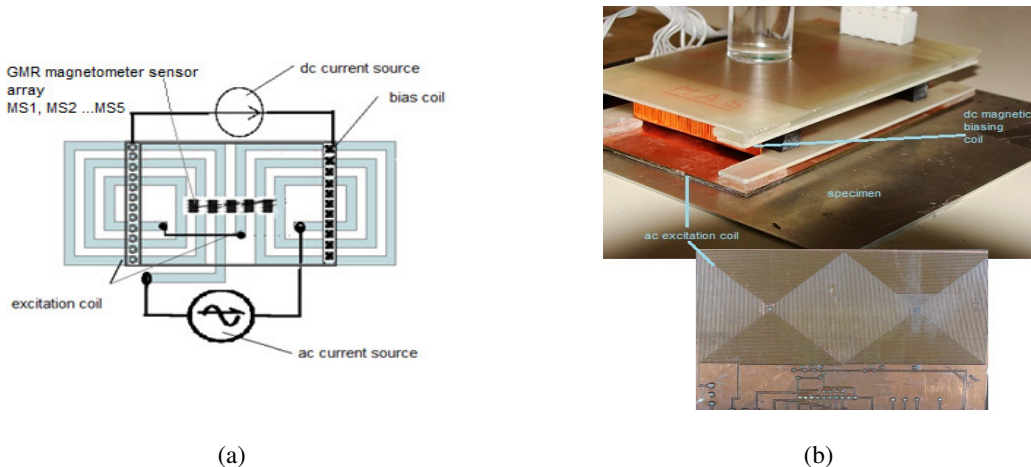 GMR magnetometer sensor
array
MS1, MS2 ...MS5
dc current source
bias coil
excitation coil
ac current source
(a)
MAS
dc magnetic
biasing
coil
specimen
ac excitation coil
(b)